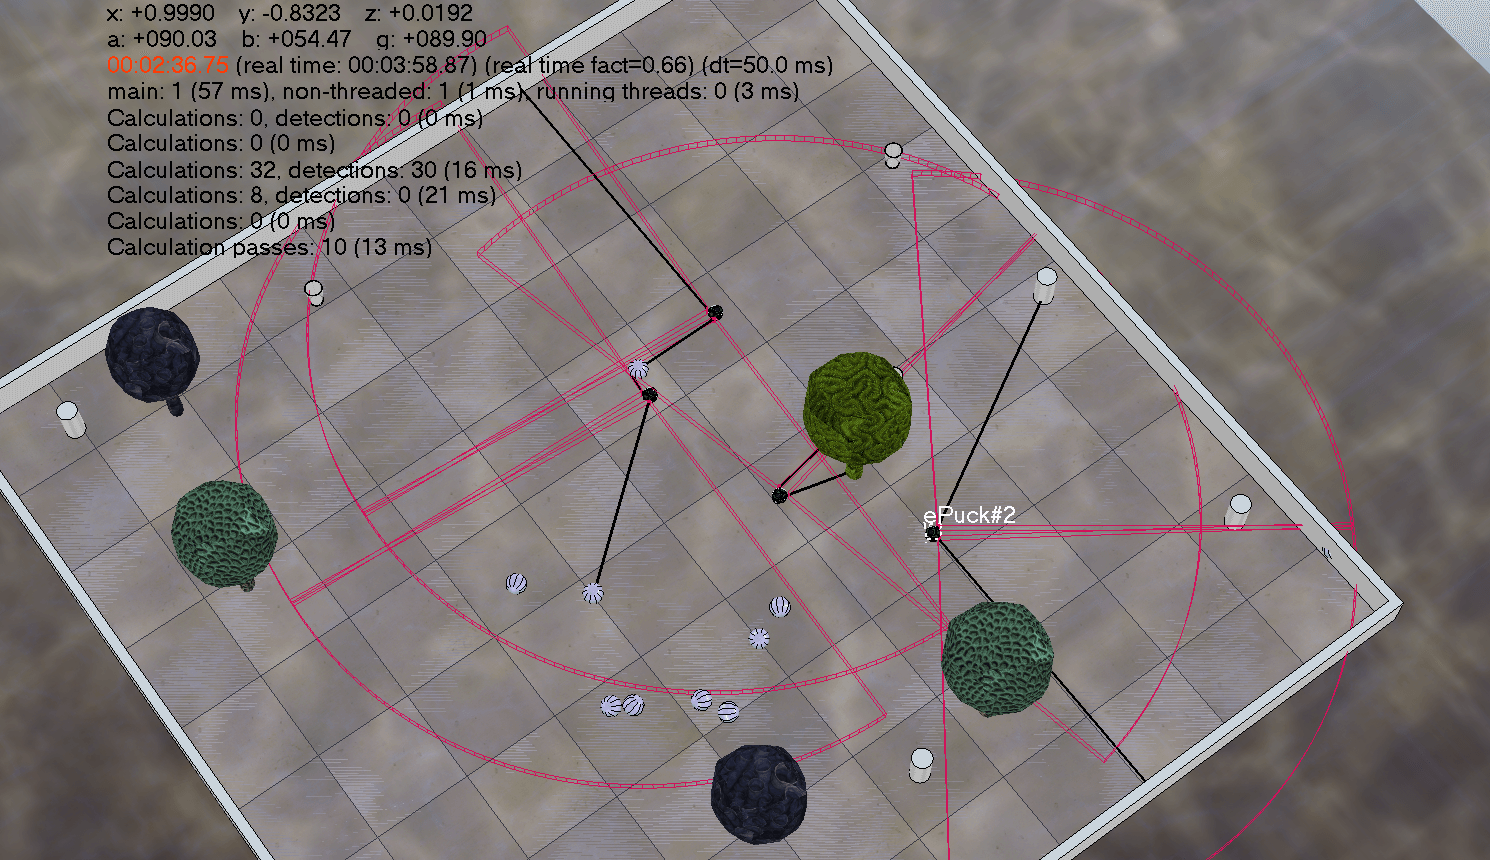 x: +0.9990 y: -0.8323 z: +0.0192
a: +090.03 b: +054.47 g: +089.90
00:02:36.75 (real time: 00:03:58.87) (real time fact=0.66) (dt=50.0 ms)
main: 1 (57 ms), non-threaded: 1 (1 ms), running threads: 0 (3 ms)
Calculations: 0, detections: 0 (0 ms)
Calculations: 0 (0 ms)
Calculations: 32, detections: 30 (16 ms)
Calculations: 8, detections: 0 (21 ms)
Calculations: 0 (0 ms)
Calculation passes: 10 (13 ms)
ePuck#2